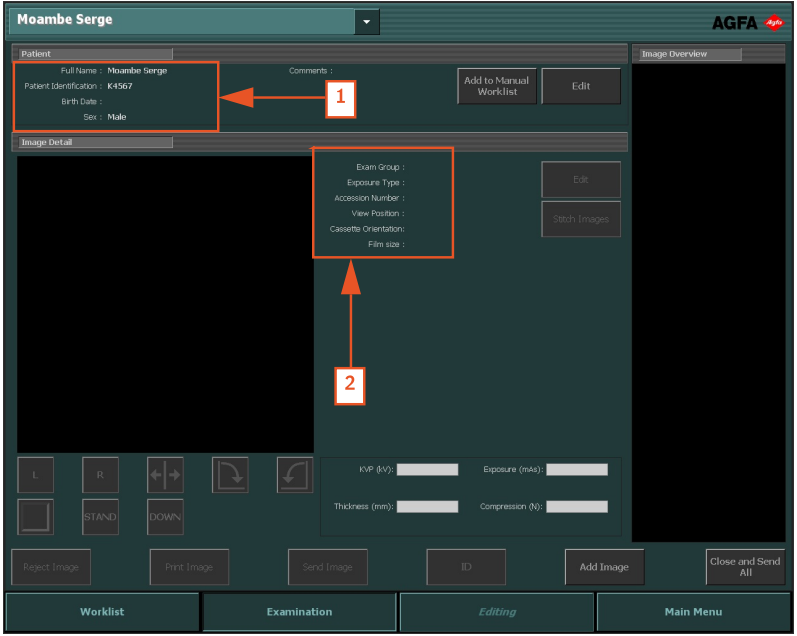 Moambe Serge
AGFA Agfa
Patient
Image Overview
Full Name : Moambe Serge
Comments :
Patient Identification : K4567
Birth Date :
Sex : Male
Add to Manual Worklist
Edit
1
Image Detail
Exam Group :
Exposure Type :
Accession Number :
View Position :
Cassette Orientation:
Film size :
Edit
Stitch Images
2
L
R
STAND
DOWN
KVP (kV):
Exposure (mAs):
Thickness (mm):
Compression (N):
Reject Image
Print Image
Send Image
ID
Add Image
Close and Send All
Worklist
Examination
Editing
Main Menu